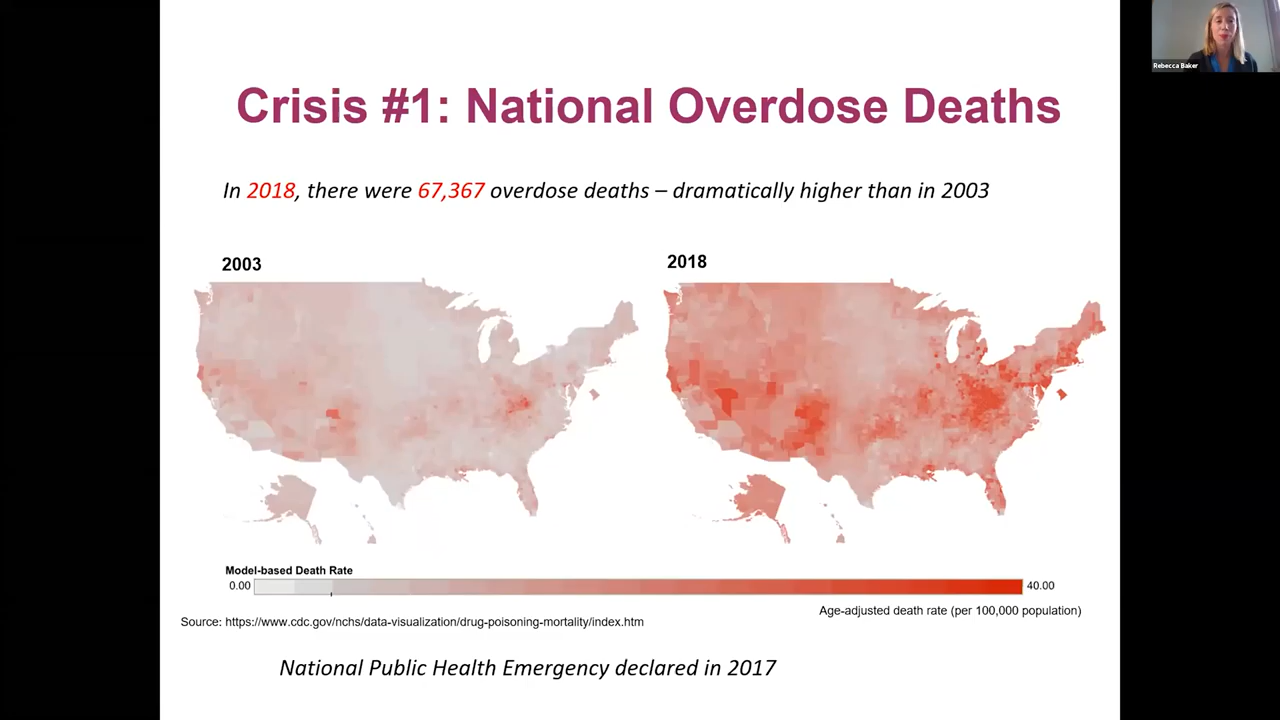 Rebecca Baker
Crisis #1: National Overdose Deaths
In 2018, there were 67,367 overdose deaths – dramatically higher than in 2003
2003
2018
Model-based Death Rate
0.00
40.00
Age-adjusted death rate (per 100,000 population)
Source: https://www.cdc.gov/nchs/data-visualization/drug-poisoning-mortality/index.htm
National Public Health Emergency declared in 2017